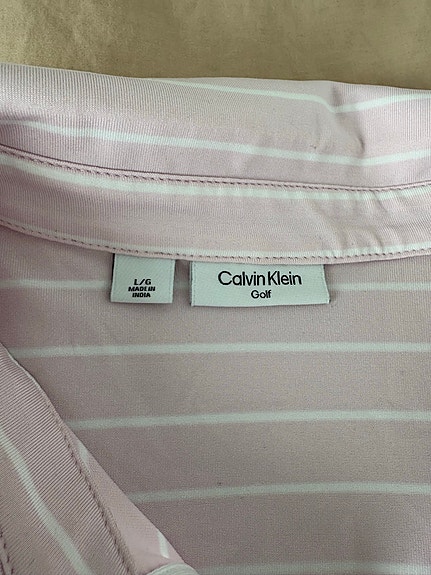 L/G
MADE IN
INDIA
Calvin Klein
Golf